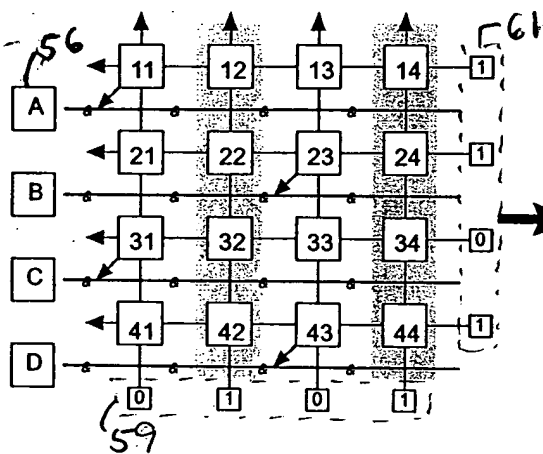 56 61
11 12 13 14 1
A & & & &
21 22 23 24 1
B & & & &
31 32 33 34 0
C & & & &
41 42 43 44 1
D & & & &
0 1 0 1
59